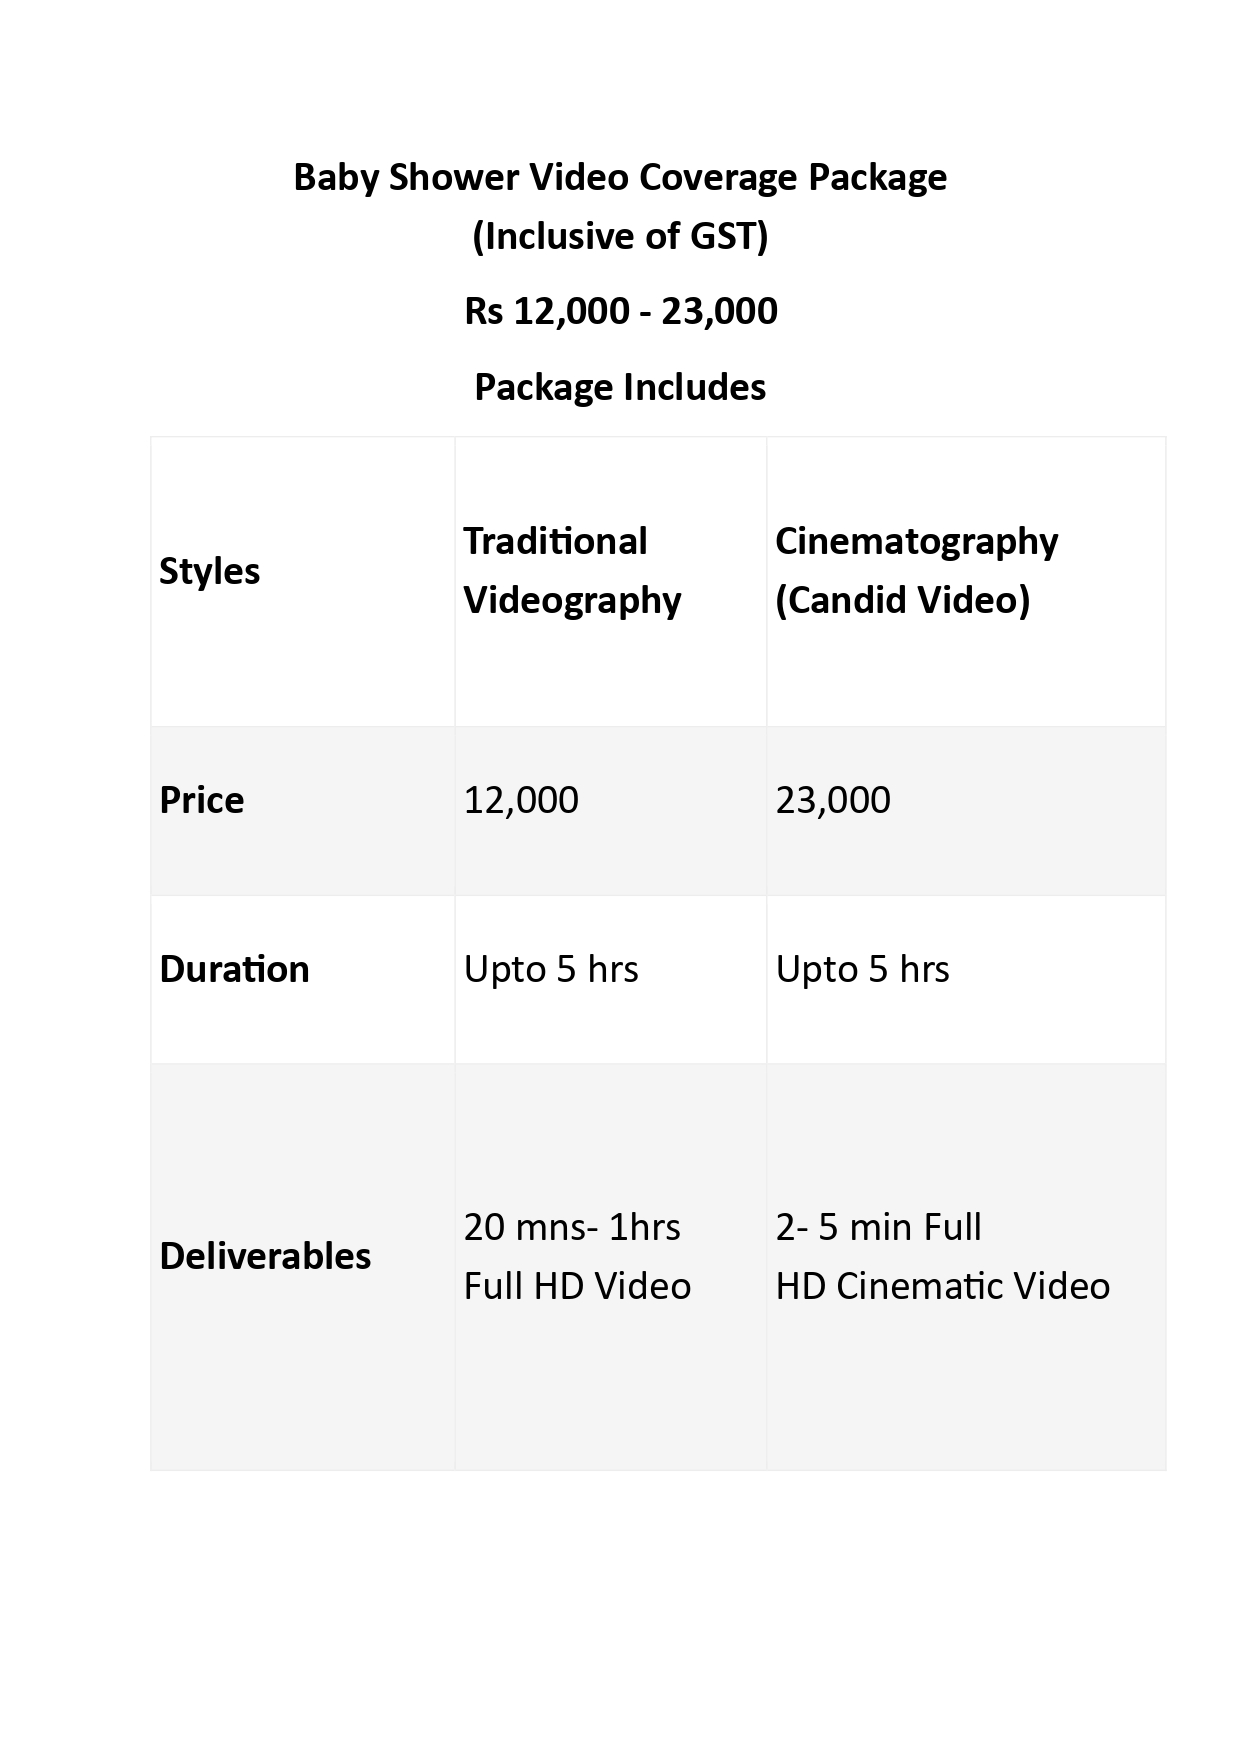 Baby Shower Video Coverage Package
(Inclusive of GST)
Rs 12,000 - 23,000
Package Includes
Styles
Traditional
Videography
Cinematography
(Candid Video)
Price
12,000
23,000
Duration
Upto 5 hrs
Upto 5 hrs
Deliverables
20 mns- 1hrs
Full HD Video
2- 5 min Full
HD Cinematic Video